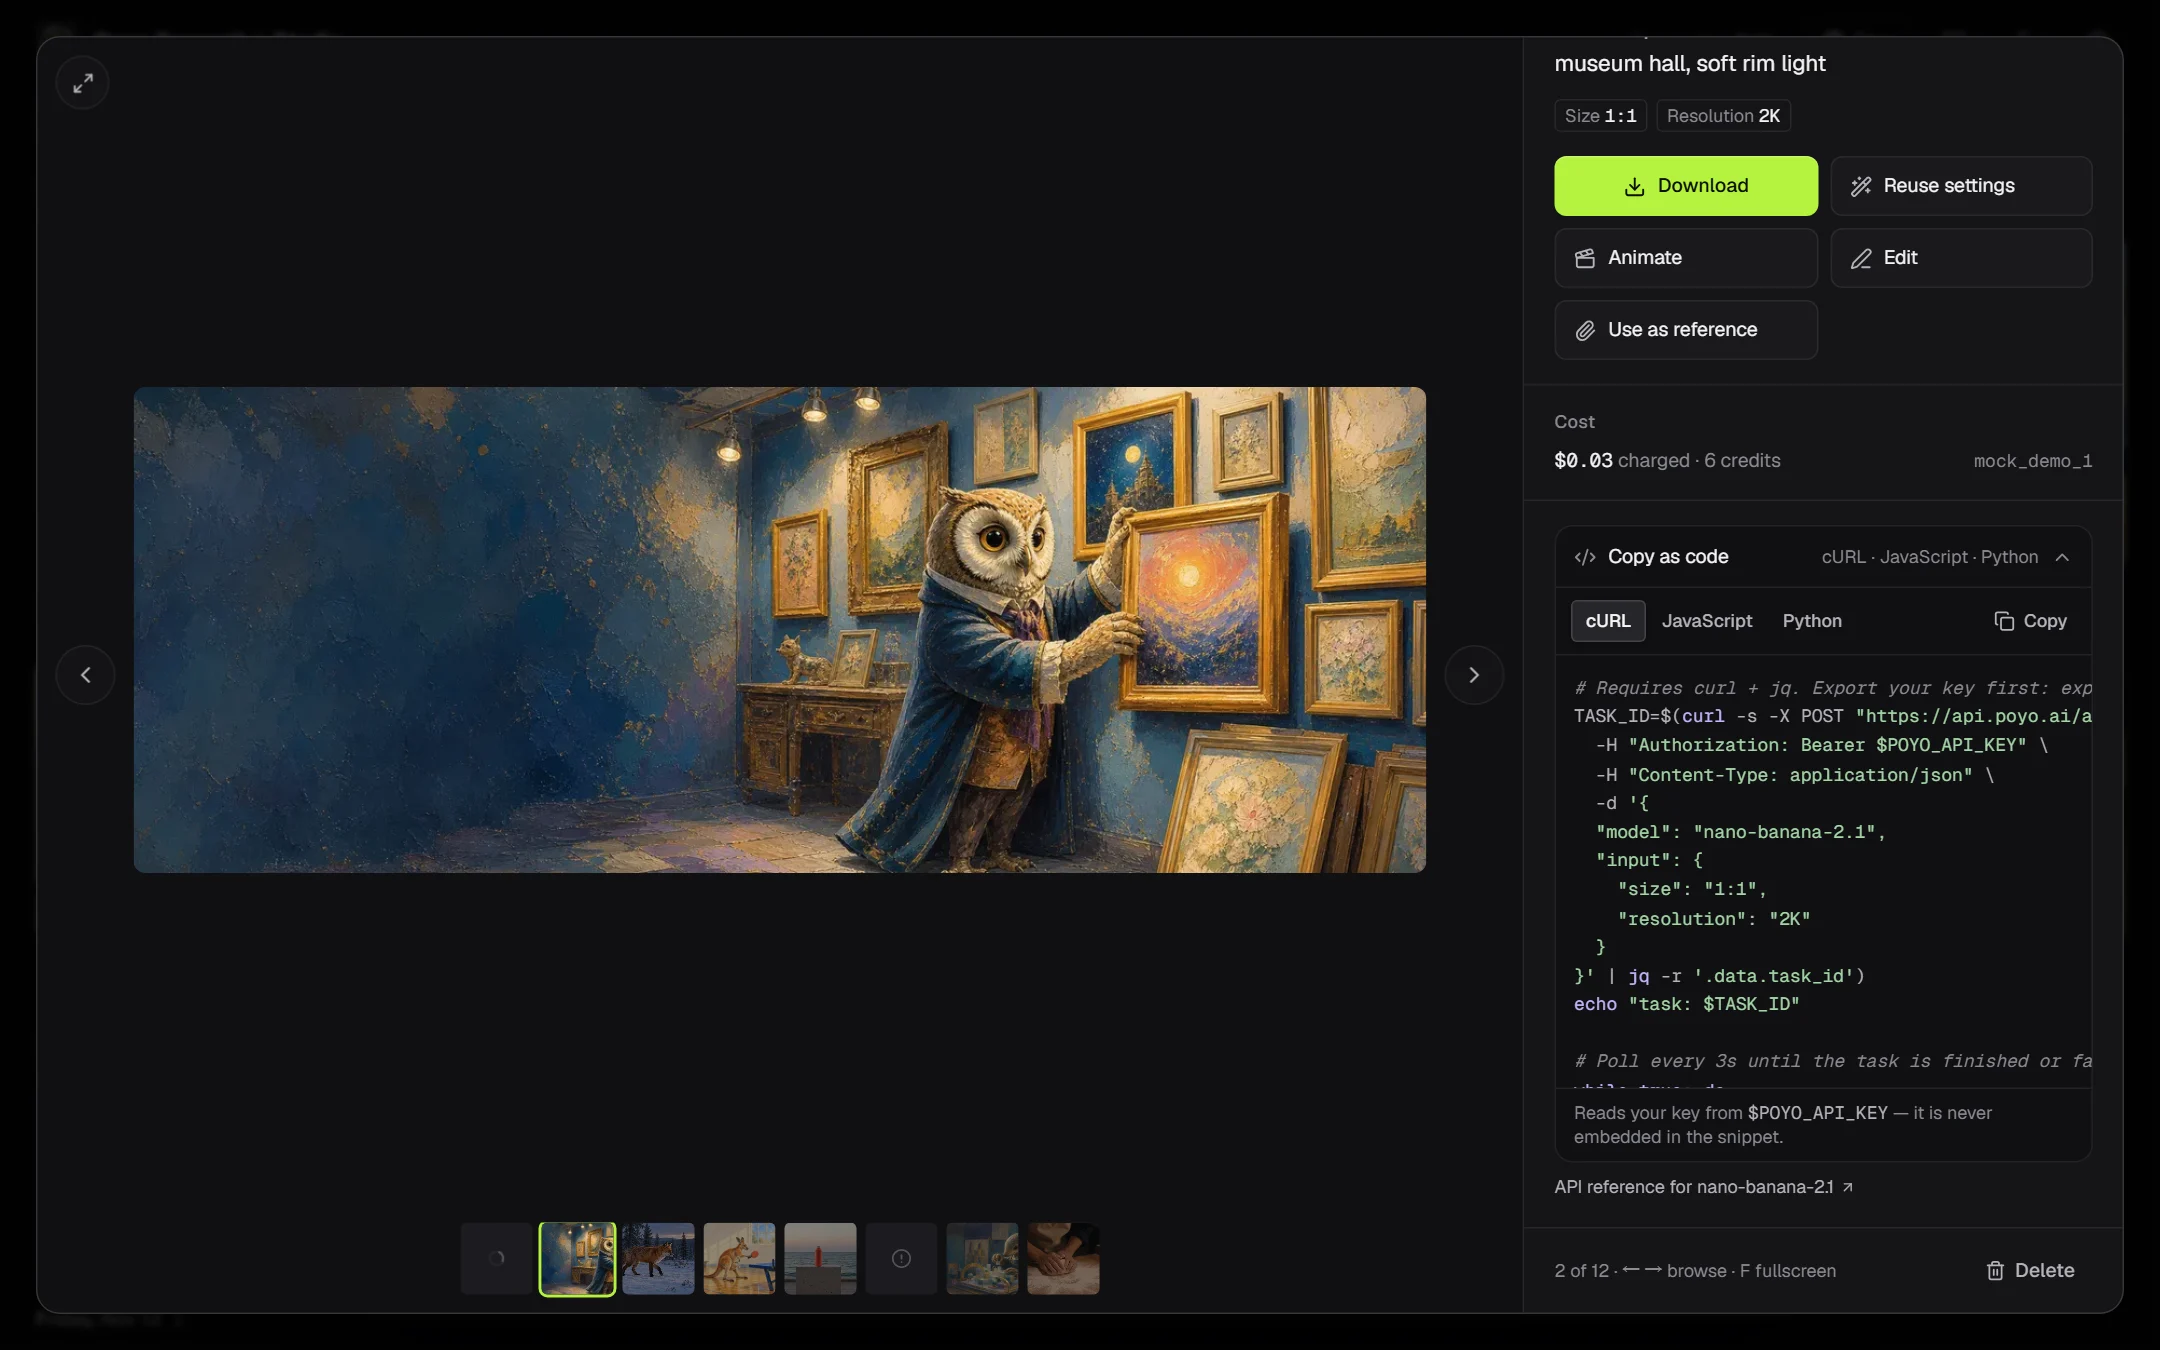 museum hall, soft rim light
Size 1:1 Resolution 2K
Download
Reuse settings
Animate
Edit
Use as reference
Cost
$0.03 charged · 6 credits
mock_demo_1
</> Copy as code
cURL · JavaScript · Python
cURL JavaScript Python
Copy
# Requires curl + jq. Export your key first: exp
TASK_ID=$(curl -s -X POST "https://api.poyo.ai/a
-H "Authorization: Bearer $POYO_API_KEY" \
-H "Content-Type: application/json" \
-d '{
"model": "nano-banana-2.1",
"input": {
"size": "1:1",
"resolution": "2K"
}
}' | jq -r '.data.task_id')
echo "task: $TASK_ID"
# Poll every 3s until the task is finished or fa
Reads your key from $POYO_API_KEY — it is never
embedded in the snippet.
API reference for nano-banana-2.1 ↗
2 of 12 · ← → browse · F fullscreen
Delete